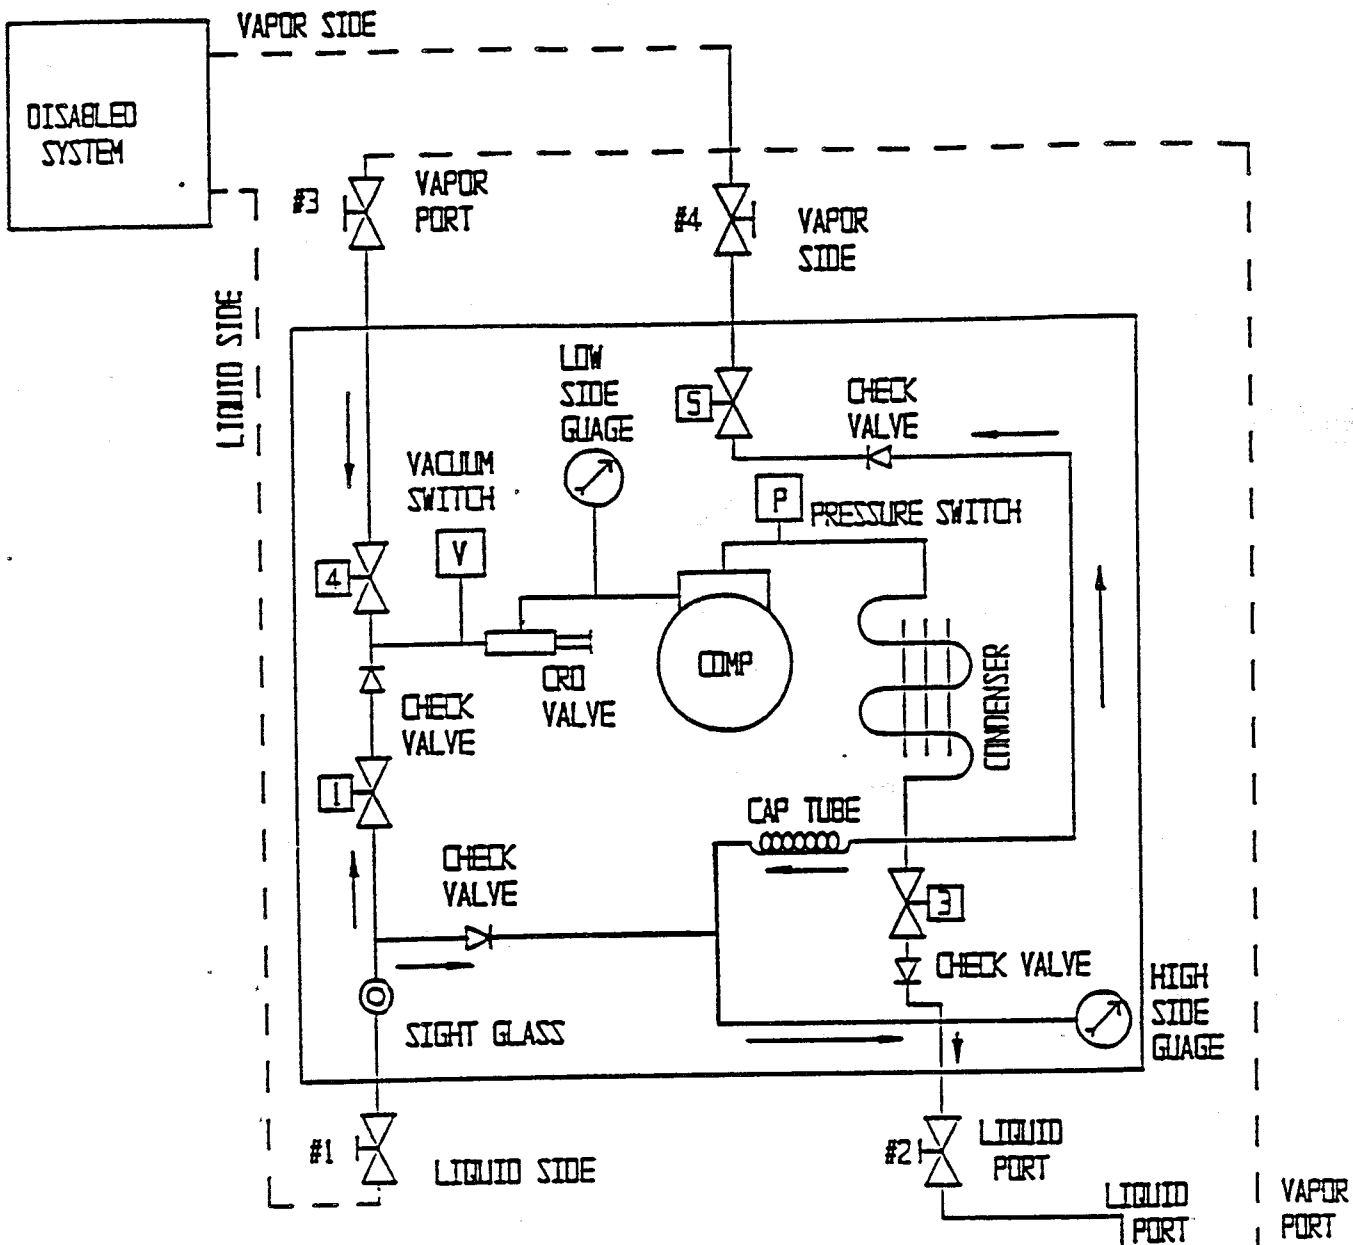 VAPOR SIDE
DISABLED
SYSTEM
#3
VAPOR
PORT
#4
VAPOR
SIDE
LIQUID SIDE
LOW
SIDE
GUAGE
5
CHECK
VALVE
VACUUM
SWITCH
P
PRESSURE SWITCH
V
4
COMP
CRO
VALVE
CONDENSER
CHECK
VALVE
1
CAP TUBE
CHECK
VALVE
3
CHECK VALVE
HIGH
SIDE
GUAGE
SIGHT GLASS
#1
LIQUID SIDE
#2
LIQUID
PORT
LIQUID
PORT
VAPOR
PORT